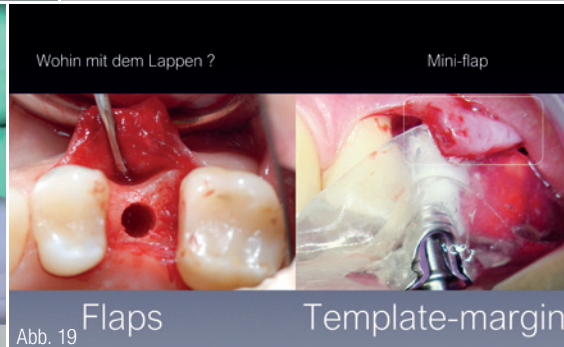 Wohin mit dem Lappen ?
Mini-flap
Flaps
Template-margin
Abb. 19